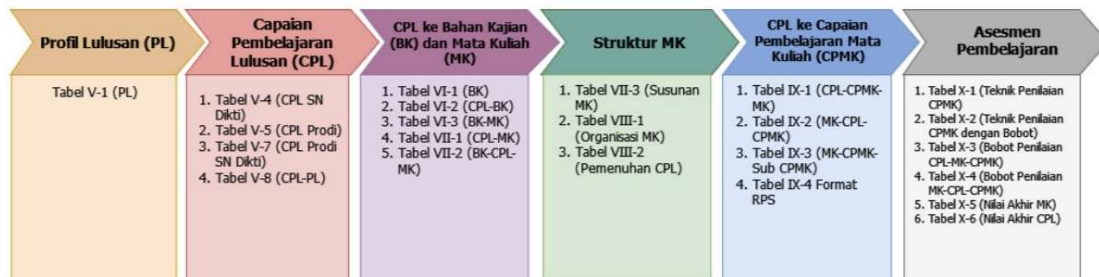 Profil Lulusan (PL)
Tabel V-1 (PL)
Capaian
Pembelajaran
Lulusan (CPL)
1. Tabel V-4 (CPL SN
Dikti)
2. Tabel V-5 (CPL Prodi)
3. Tabel V-7 (CPL Prodi
SN Dikti)
4. Tabel V-8 (CPL-PL)
CPL ke Bahan Kajian
(BK) dan Mata Kuliah
(MK)
1. Tabel VI-1 (BK)
2. Tabel VI-2 (CPL-BK)
3. Tabel VI-3 (BK-MK)
4. Tabel VII-1 (CPL-MK)
5. Tabel VII-2 (BK-CPL-
MK)
Struktur MK
1. Tabel VII-3 (Susunan
MK)
2. Tabel VIII-1
(Organisasi MK)
3. Tabel VIII-2
(Pemenuhan CPL)
CPL ke Capaian
Pembelajaran Mata
Kuliah (CPMK)
1. Tabel IX-1 (CPL-CPMK-
MK)
2. Tabel IX-2 (MK-CPL-
CPMK)
3. Tabel IX-3 (MK-CPMK-
Sub CPMK)
4. Tabel IX-4 Format
RPS
Asesmen
Pembelajaran
1. Tabel X-1 (Teknik Penilaian
CPMK)
2. Tabel X-2 (Teknik Penilaian
CPMK dengan Bobot)
3. Tabel X-3 (Bobot Penilaian
CPL-MK-CPMK)
4. Tabel X-4 (Bobot Penilaian
MK-CPL-CPMK)
5. Tabel X-5 (Nilai Akhir MK)
6. Tabel X-6 (Nilai Akhir CPL)